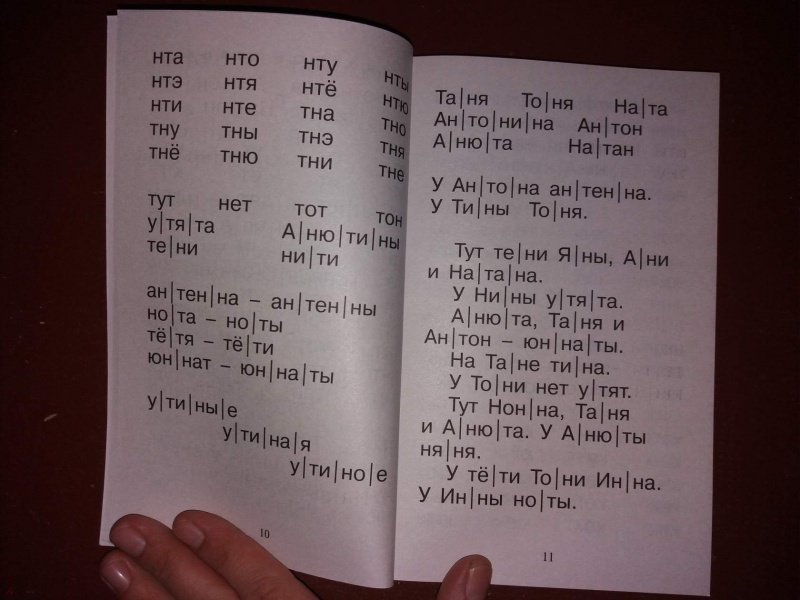 нта нто нту нты
нтэ нтя нтё нтю
нти нте тна тно
тну тны тнэ тня
тнё тню тни тне
тут нет тот тон
у|тя|та А|ню|ти|ны
те|ни ни|ти
ан|тен|на – ан|тен|ны
но|та – но|ты
тё|тя – тё|ти
юн|нат – юн|на|ты
у|ти|ны|е
у|ти|на|я
у|ти|но|е
10
Та|ня То|ня На|та
Ан|то|ни|на Ан|тон
А|ню|та На|тан
У Ан|то|на ан|тен|на.
У Ти|ны То|ня.
Тут те|ни Я|ны, А|ни
и На|та|на.
У Ни|ны у|тя|та.
А|ню|та, Та|ня и
Ан|тон – юн|на|ты.
На Та|не ти|на.
У То|ни нет у|тят.
Тут Нон|на, Та|ня
и А|ню|та. У А|ню|ты
ня|ня.
У тё|ти То|ни Ин|на.
У Ин|ны но|ты.
11